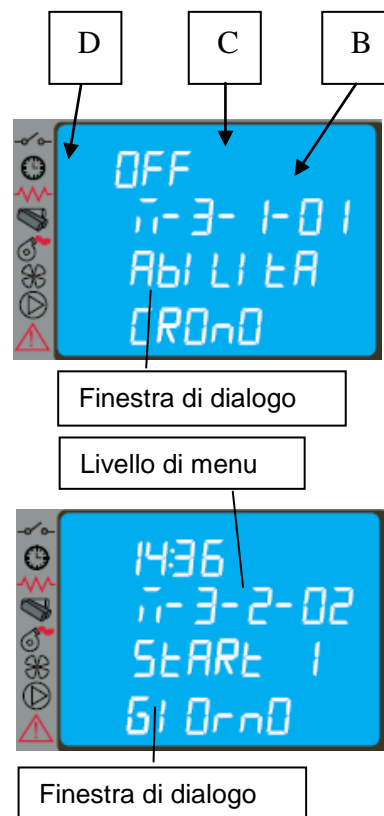 D C B
OFF
M-3-1-01
AbILItA
CROnO
Finestra di dialogo
Livello di menu
14:36
M-3-2-02
StARt 1
GIOrnO
Finestra di dialogo